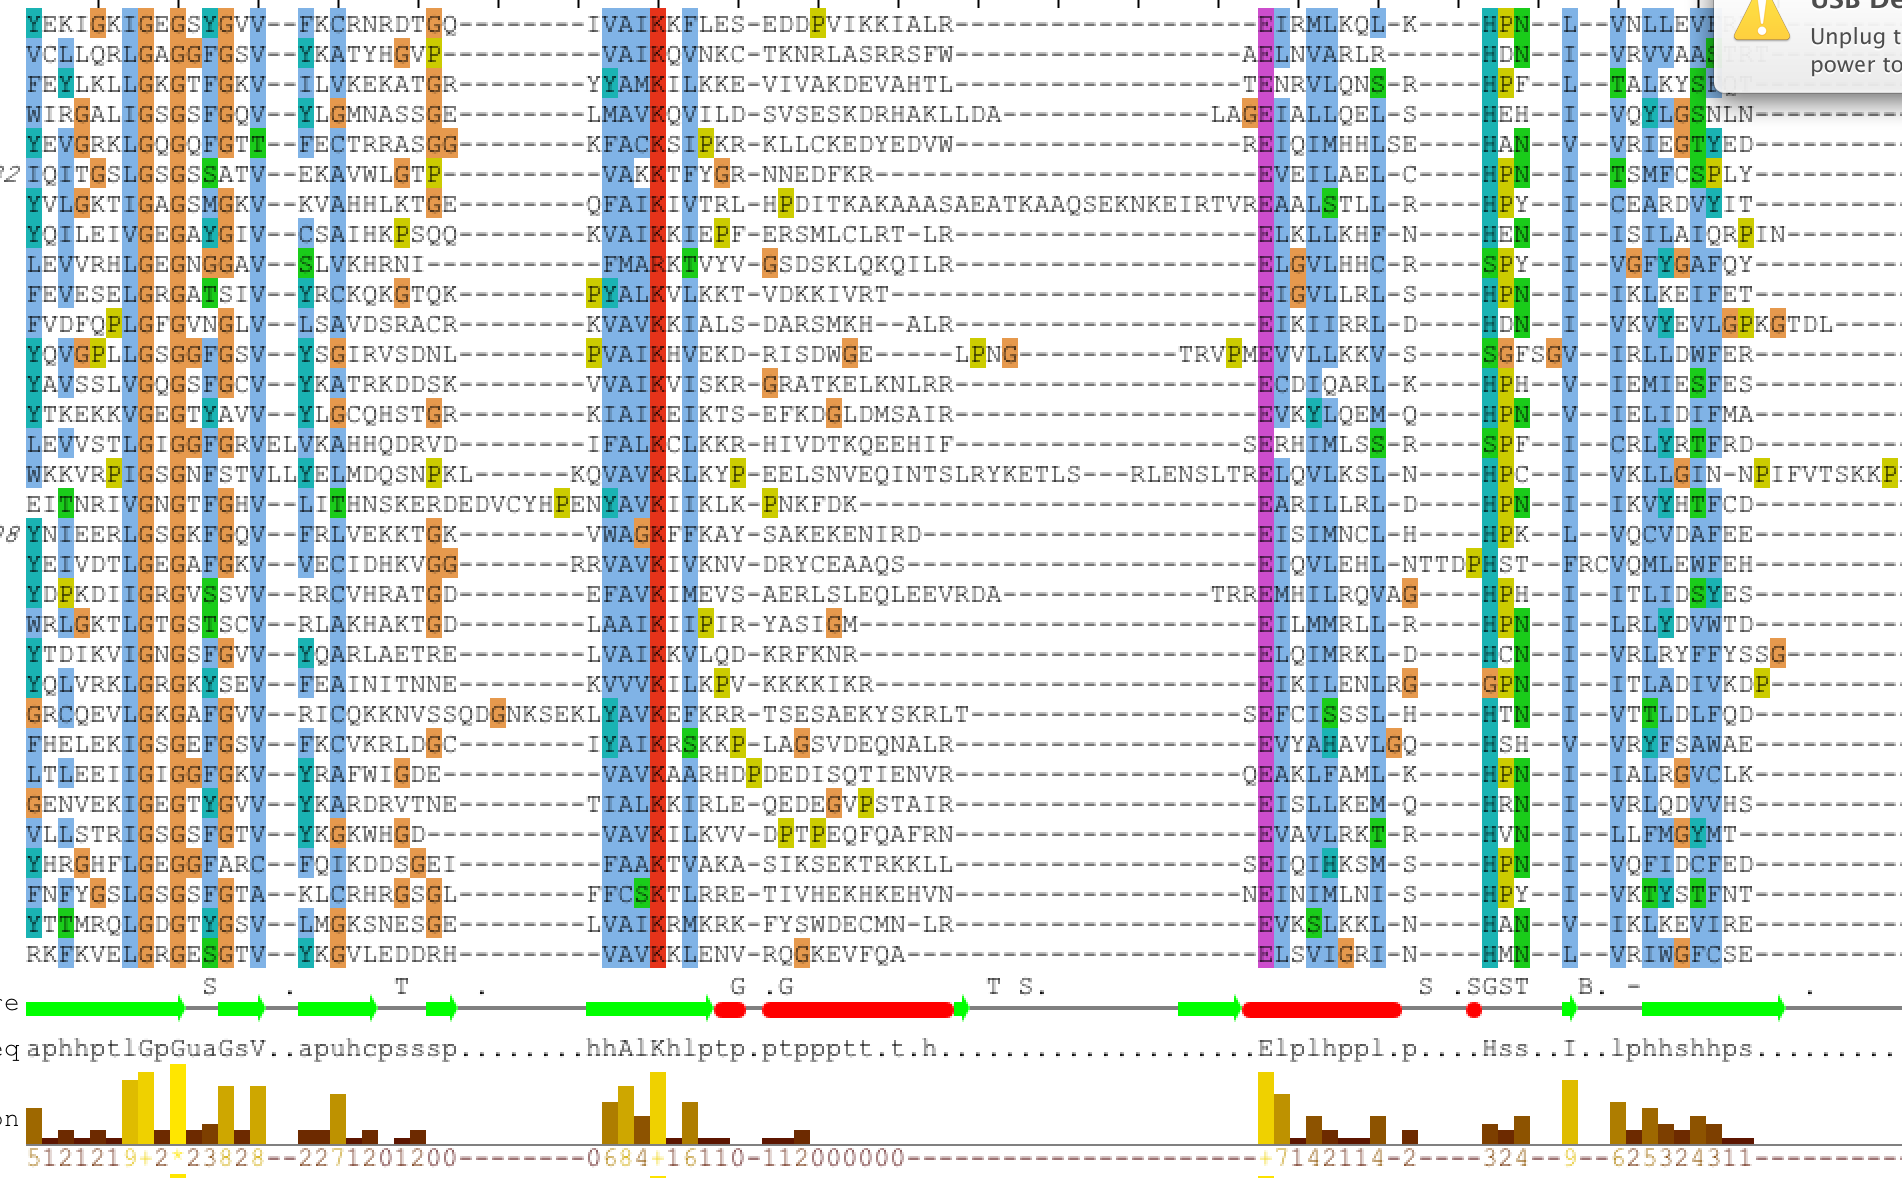 YEKIGKIGEGSYGVV--FKCRNRDTGQ--------IVAIKKFLES-EDDPVIKKIALR-------------------EIRMLKQL-K----HPN--L--VNLLEV
USB De
VCLLQRLGAGGFGSV--YKATYHGVP----------VAIKQVNKC-TKNRLASRRSFW------------------AELNVARLR------HDN--I--VRVVAAS
Unplug t
FEYLKLLGKGTFGKV--ILVKEKATGR--------YYAMKILKKE-VIVAKDEVAHTL-------------------TENRVLQNS-R----HPF--L--TALKYS
power to
WIRGALIGSGSFGQV--YLGMNASSGE--------LMAVKQVILD-SVSESKDRHAKLLDA-------------LAGEIALLQEL-S----HEH--I--VQYLGSNLN
YEVGRKLGQGQFGTT--FECTRRASGG--------KFACKSIPKR-KLLCKEDYEDVW------------------REIQIMHHLSE----HAN--V--VRIEGTYED
IQITGSLGSGSSATV--EKAVWLGTP----------VAKKTFYGR-NNEDFKR------------------------EVEILAEL-C----HPN--I--TSMFCSPLY
YVLGKTIGAGSMGKV--KVAHHLKTGE--------QFAIKIVTRL-HPDITKAKAAASAEATKAAQSEKNKEIRTVREAALSTLL-R----HPY--I--CEARDVYIT
YQILEIVGEGAYGIV--CSAIHKPSQQ--------KVAIKKIEPF-ERSMLCLRT-LR-------------------ELKLLKHF-N----HEN--I--ISILAIQRPIN
LEVVRHLGEGNGGAV--SLVKHRNI-----------FMARKTVYV-GSDSKLQKQILR-------------------ELGVLHHC-R----SPY--I--VGFYGAFQY
FEVESELGRGATSIV--YRCKQKGTQK--------PYALKVLKKT-VDKKIVRT-----------------------EIGVLLRL-S----HPN--I--IKLKEIFET
FVDFQPLGFGVNGLV--LSAVDSRACR--------KVAVKKIALS-DARSMKH--ALR-------------------EIKIIRRL-D----HDN--I--VKVYEVLGPKGTDL
YQVGPLLGSGGFGSV--YSGIRVSDNL--------PVAIKHVEKD-RISDWGE-----LPNG----------TRVPMEVVLLKKV-S----SGFSGV--IRLLDWFER
YAVSSLVGQGSFGCV--YKATRKDDSK--------VVAIKVISKR-GRATKELKNLRR-------------------ECDIQARL-K----HPH--V--IEMIESFES
YTKEKKVGEGTYAVV--YLGCQHSTGR--------KIAIKEIKTS-EFKDGLDMSAIR-------------------EVKYLQEM-Q----HPN--V--IELIDIFMA
LEVVSTLGIGGFGRVELVKAHHQDRVD--------IFALKCLKKR-HIVDTKQEEHIF------------------SERHIMLSS-R----SPF--I--CRLYRTFRD
WKKVRPIGSGNFSTVLLYELMDQSNPKL------KQVAVKRLKYP-EELSNVEQINTSLRYKETLS---RLENSLTRELQVLKSL-N----HPC--I--VKLLGIN-NPIFVTSKKP
EITNRIVGNGTFGHV--LITHNSKERDEDVCYHPENYAVKIIKLK-PNKFDK-------------------------EARILLRL-D----HPN--I--IKVYHTFCD
YNIEERLGSGKFGQV--FRLVEKKTGK--------VWAGKFFKAY-SAKEKENIRD---------------------EISIMNCL-H----HPK--L--VQCVDAFEE
YEIVDTLGEGAFGKV--VECIDHKVGG-------RRVAVKIVKNV-DRYCEAAQS----------------------EIQVLEHL-NTTDPHST--FRCVQMLEWFEH
YDPKDIIGRGVSSVV--RRCVHRATGD--------EFAVKIMEVS-AERLSLEQLEEVRDA-------------TRREMHILRQVAG----HPH--I--ITLIDSYES
WRLGKTLGTGSTSCV--RLAKHAKTGD--------LAAIKIIPIR-YASIGM-------------------------EILMMRLL-R----HPN--I--LRLYDVWTD
YTDIKVIGNGSFGVV--YQARLAETRE--------LVAIKKVLQD-KRFKNR-------------------------ELQIMRKL-D----HCN--I--VRLRYFFYSSG
YQLVRKLGRGKYSEV--FEAINITNNE--------KVVVKILKPV-KKKKIKR------------------------EIKILENLRG----GPN--I--ITLADIVKDP
GRCQEVLGKGAFGVV--RICQKKNVSSQDGNKSEKLYAVKEFKRR-TSESAEKYSKRLT-----------------SEFCISSSL-H----HTN--I--VTTLDLFQD
FHELEKIGSGEFGSV--FKCVKRLDGC--------IYAIKRSKKP-LAGSVDEQNALR-------------------EVYAHAVLGQ----HSH--V--VRYFSAWAE
LTLEEIIGIGGFGKV--YRAFWIGDE---------VAVKAARHDPDEDISQTIENVR------------------QEAKLFAML-K----HPN--I--IALRGVCLK
GENVEKIGEGTYGVV--YKARDRVTNE--------TIALKKIRLE-QEDEGVPSTAIR-------------------EISLLKEM-Q----HRN--I--VRLQDVVHS
VLLSTRIGSGSFGTV--YKGKWHGD-----------VAVKILKVV-DPTPEQFQAFRN-------------------EVAVLRKT-R----HVN--I--LLFMGYMT
YHRGHFLGEGGFARC--FQIKDDSGEI---------FAAKTVAKA-SIKSEKTRKKLL------------------SEIQIHKSM-S----HPN--I--VQFIDCFED
FNFYGSLGSGSFGTA--KLCRHRGSGL--------FFCSKTLRRE-TIVHEKHKEHVN------------------NEINIMLNI-S----HPY--I--VKTYSTFNT
YTTMRQLGDGTYGSV--LMGKSNESGE--------LVAIKRMKRK-FYSWDECMN-LR-------------------EVKSLKKL-N----HAN--V--IKLKEVIRE
RKFKVELGRGESGTV--YKGVLEDDRH---------VAVKKLENV-RQGKEVFQA----------------------ELSVIGRI-N----HMN--L--VRIWGFCSE
S . T . G .G T S. S .SGST B. - .
aphhptlGpGuaGsV..apuhcpsssp........hhAlKhlptp.ptppptt.t.h....................Elplhppl.p....Hss..I..lphhshhps.........
5121219+2*23828--2271201200--------0684+16110-112000000----------------------+7142114-2----324--9--625324311